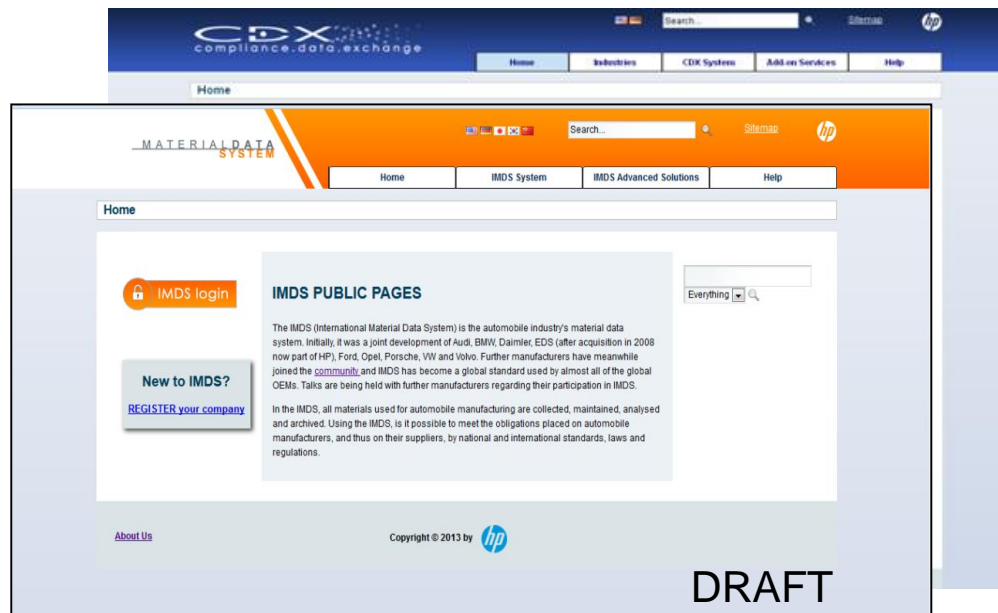 CDX
compliance.data.exchange
Search...
Sitemap
hp
Home
Industries
CDX System
Add-on Services
Help
Home
MATERIALDATA
SYSTEM
Search...
Sitemap
hp
Home
IMDS System
IMDS Advanced Solutions
Help
Home
IMDS login
New to IMDS?
REGISTER your company
IMDS PUBLIC PAGES
The IMDS (International Material Data System) is the automobile industry's material data
system. Initially, it was a joint development of Audi, BMW, Daimler, EDS (after acquisition in 2008
now part of HP), Ford, Opel, Porsche, VW and Volvo. Further manufacturers have meanwhile
joined the community and IMDS has become a global standard used by almost all of the global
OEMs. Talks are being held with further manufacturers regarding their participation in IMDS.
In the IMDS, all materials used for automobile manufacturing are collected, maintained, analysed
and archived. Using the IMDS, is it possible to meet the obligations placed on automobile
manufacturers, and thus on their suppliers, by national and international standards, laws and
regulations.
Everything
About Us
Copyright © 2013 by hp
DRAFT